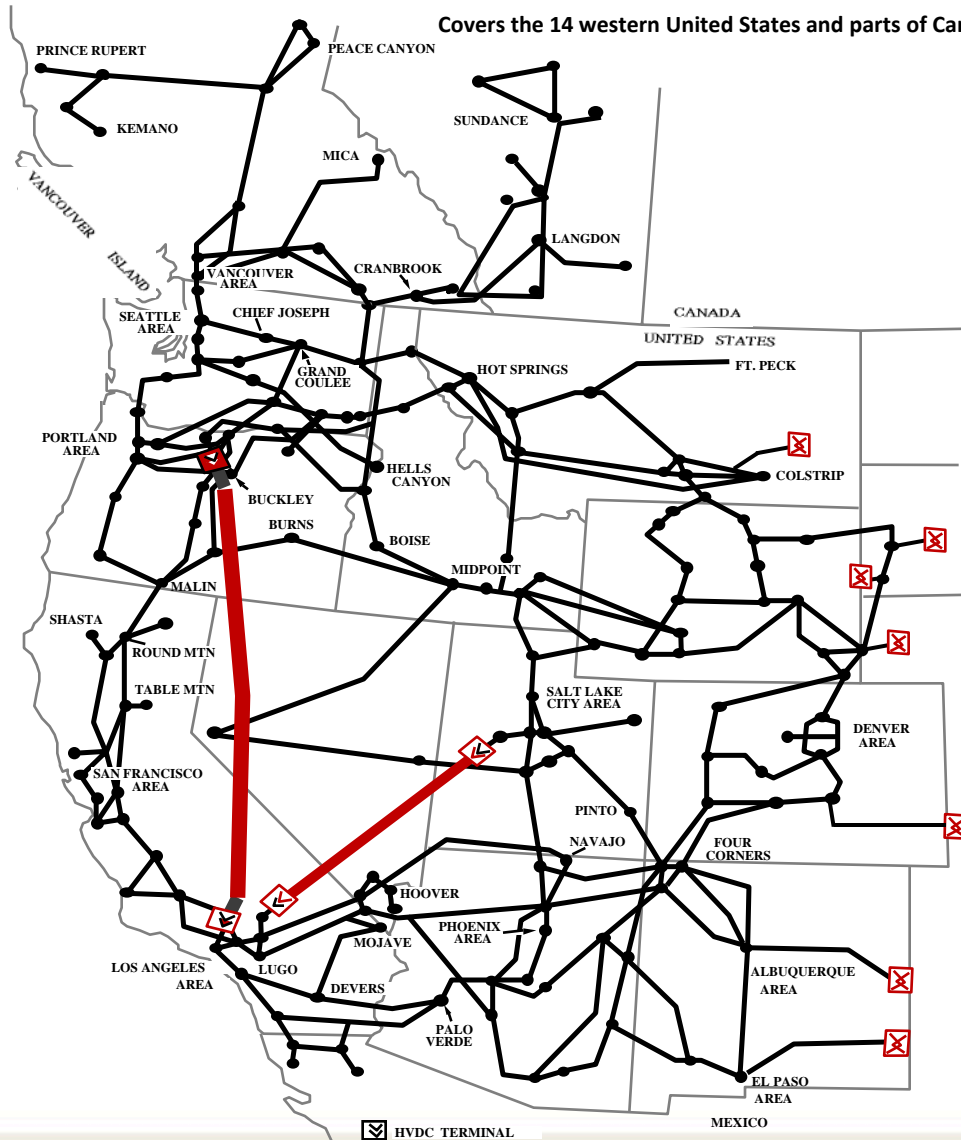 Covers the 14 western United States and parts of Can
PRINCE RUPERT
PEACE CANYON
KEMANO
SUNDANCE
MICA
VANCOUVER
ISLAND
LANGDON
VANCOUVER
AREA
CRANBROOK
SEATTLE
AREA
CHIEF JOSEPH
CANADA
UNITED STATES
GRAND
COULEE
HOT SPRINGS
FT. PECK
PORTLAND
AREA
HELLS
CANYON
COLSTRIP
BUCKLEY
BURNS
BOISE
MIDPOINT
MALIN
SHASTA
ROUND MTN
TABLE MTN
SALT LAKE
CITY AREA
DENVER
AREA
SAN FRANCISCO
AREA
PINTO
NAVAJO
FOUR
CORNERS
HOOVER
PHOENIX
AREA
MOJAVE
LOS ANGELES
AREA
LUGO
DEVERS
ALBUQUERQUE
AREA
PALO
VERDE
EL PASO
AREA
MEXICO
HVDC TERMINAL